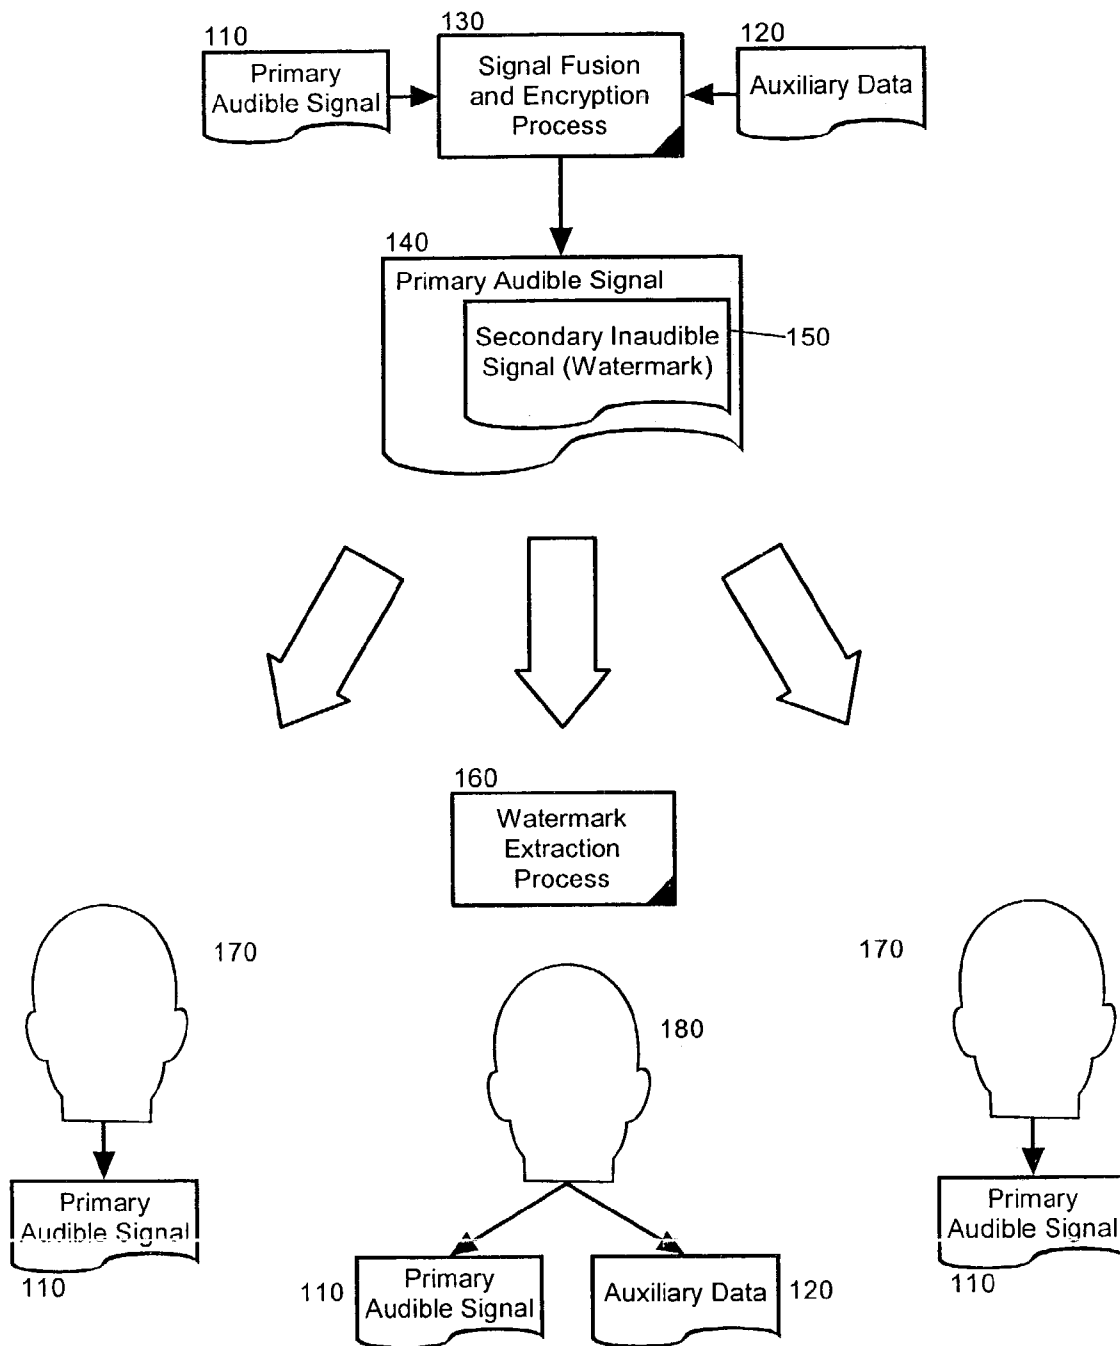 110
130
120
Primary
Audible Signal
Signal Fusion
and Encryption
Process
Auxiliary Data
140
Primary Audible Signal
Secondary Inaudible
Signal (Watermark)
150
160
Watermark
Extraction
Process
170
170
180
Primary
Audible Signal
110
110
Primary
Audible Signal
Auxiliary Data
120
Primary
Audible Signal
110